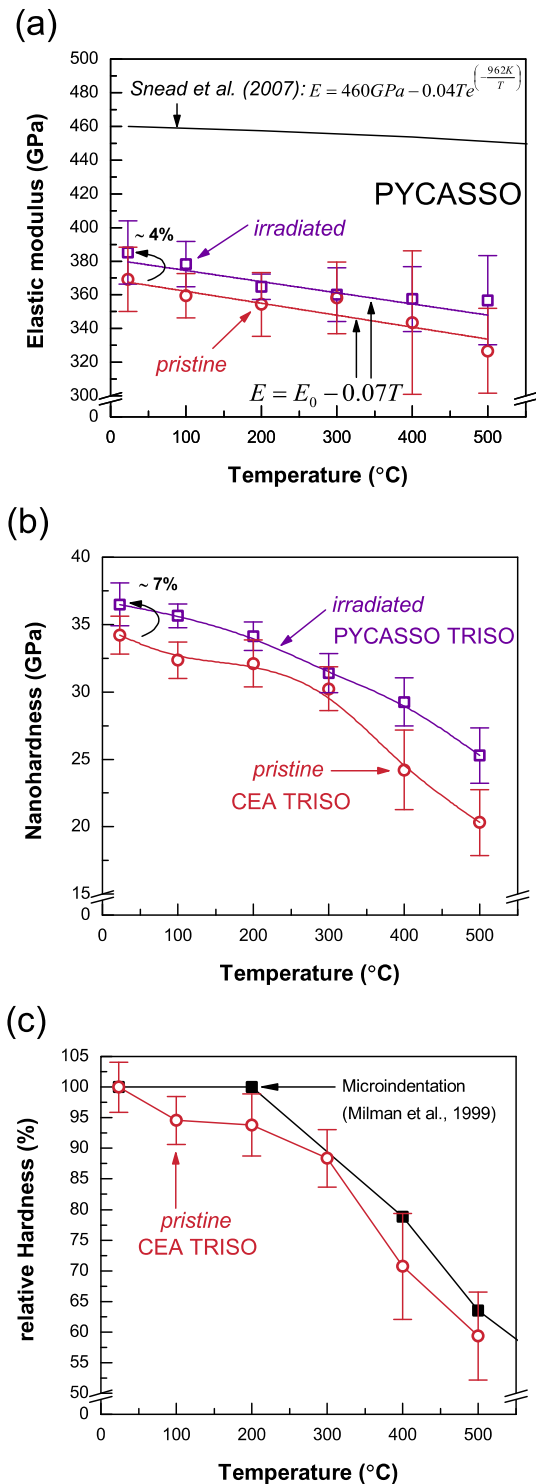 (a)
500
480
460
440
420
400
380
360
340
320
300
0
Elastic modulus (GPa)
Snead et al. (2007): E = 460GPa − 0.04Te^(−962K/T)
PYCASSO
~ 4%
irradiated
pristine
E = E₀ − 0.07T
0 100 200 300 400 500
Temperature (°C)
(b)
40
35
30
25
20
15
0
Nanohardness (GPa)
~ 7%
irradiated
PYCASSO TRISO
pristine
CEA TRISO
0 100 200 300 400 500
Temperature (°C)
(c)
105
100
95
90
85
80
75
70
65
60
55
50
0
relative Hardness (%)
Microindentation
(Milman et al., 1999)
pristine
CEA TRISO
0 100 200 300 400 500
Temperature (°C)